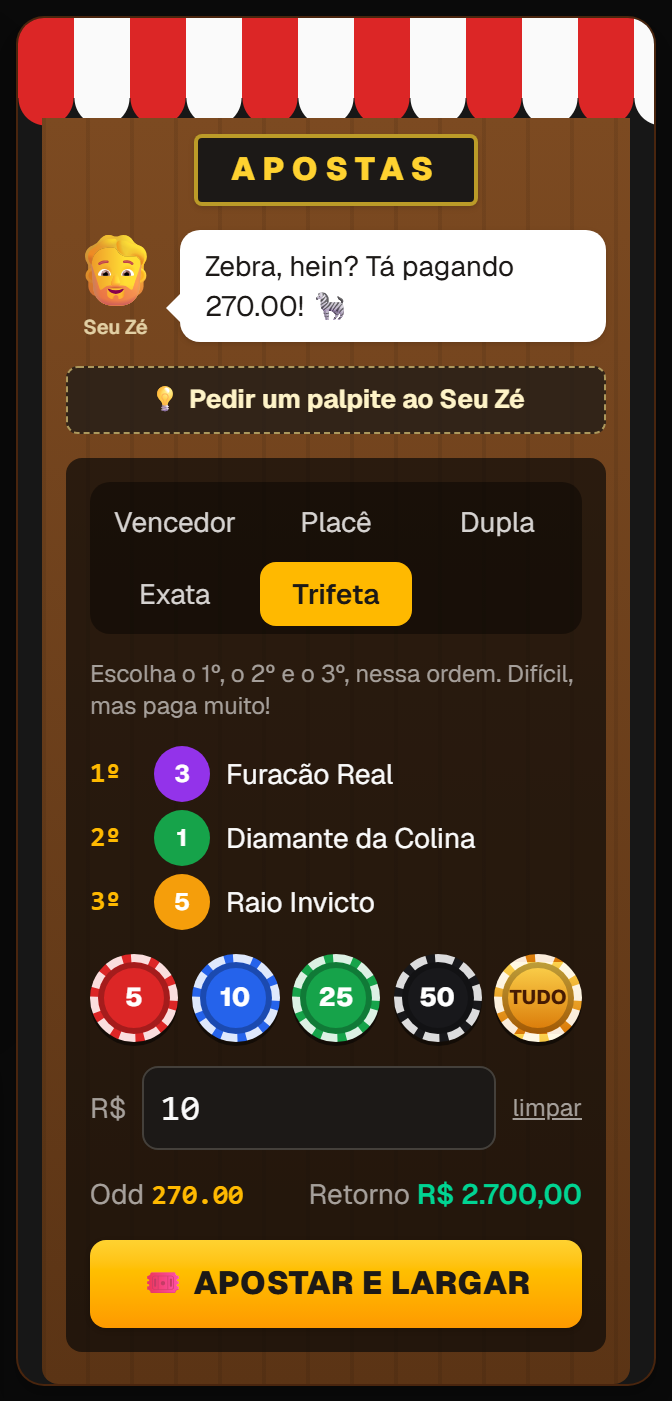 APOSTAS
Zebra, hein? Tá pagando
270.00! 🦓
Seu Zé
💡 Pedir um palpite ao Seu Zé
Vencedor Placê Dupla
Exata Trifeta
Escolha o 1º, o 2º e o 3º, nessa ordem. Difícil,
mas paga muito!
1º 3 Furacão Real
2º 1 Diamante da Colina
3º 5 Raio Invicto
5 10 25 50 TUDO
R$ 10 limpar
Odd 270.00 Retorno R$ 2.700,00
🎟️ APOSTAR E LARGAR